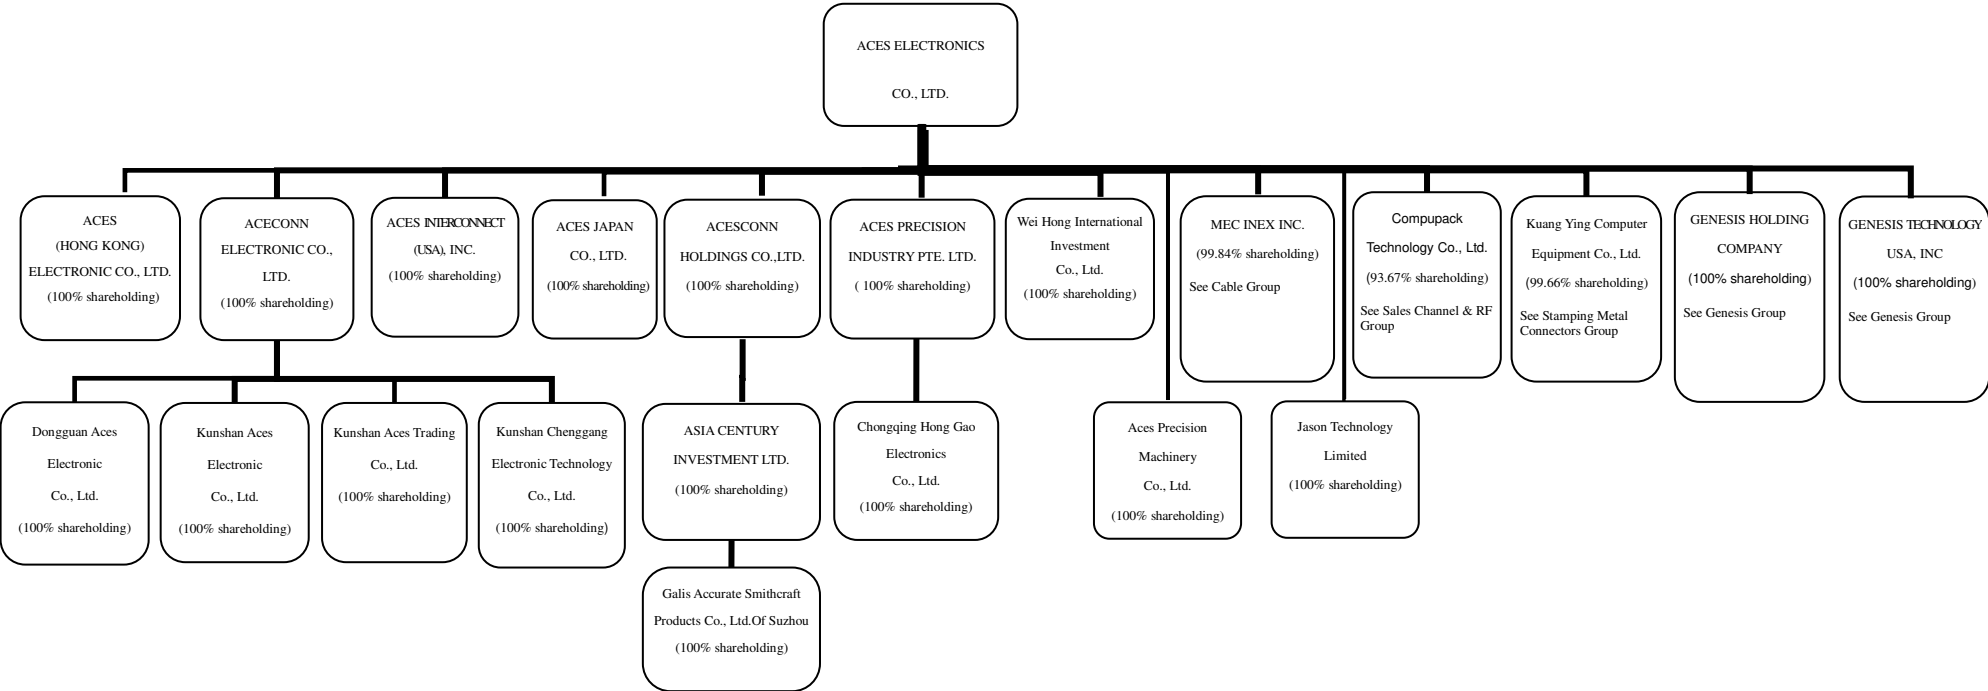 ACES ELECTRONICS
CO., LTD.
ACES
(HONG KONG)
ELECTRONIC CO., LTD.
(100% shareholding)
ACECONN
ELECTRONIC CO.,
LTD.
(100% shareholding)
ACES INTERCONNECT
(USA), INC.
(100% shareholding)
ACES JAPAN
CO., LTD.
(100% shareholding)
ACESCONN
HOLDINGS CO.,LTD.
(100% shareholding)
ACES PRECISION
INDUSTRY PTE. LTD.
( 100% shareholding)
Wei Hong International
Investment
Co., Ltd.
(100% shareholding)
MEC INEX INC.
(99.84% shareholding)
See Cable Group
Compupack
Technology Co., Ltd.
(93.67% shareholding)
See Sales Channel & RF
Group
Kuang Ying Computer
Equipment Co., Ltd.
(99.66% shareholding)
See Stamping Metal
Connectors Group
GENESIS HOLDING
COMPANY
(100% shareholding)
See Genesis Group
GENESIS TECHNOLOGY
USA, INC
(100% shareholding)
See Genesis Group
Dongguan Aces
Electronic
Co., Ltd.
(100% shareholding)
Kunshan Aces
Electronic
Co., Ltd.
(100% shareholding)
Kunshan Aces Trading
Co., Ltd.
(100% shareholding)
Kunshan Chenggang
Electronic Technology
Co., Ltd.
(100% shareholding)
ASIA CENTURY
INVESTMENT LTD.
(100% shareholding)
Chongqing Hong Gao
Electronics
Co., Ltd.
(100% shareholding)
Aces Precision
Machinery
Co., Ltd.
(100% shareholding)
Jason Technology
Limited
(100% shareholding)
Galis Accurate Smithcraft
Products Co., Ltd.Of Suzhou
(100% shareholding)